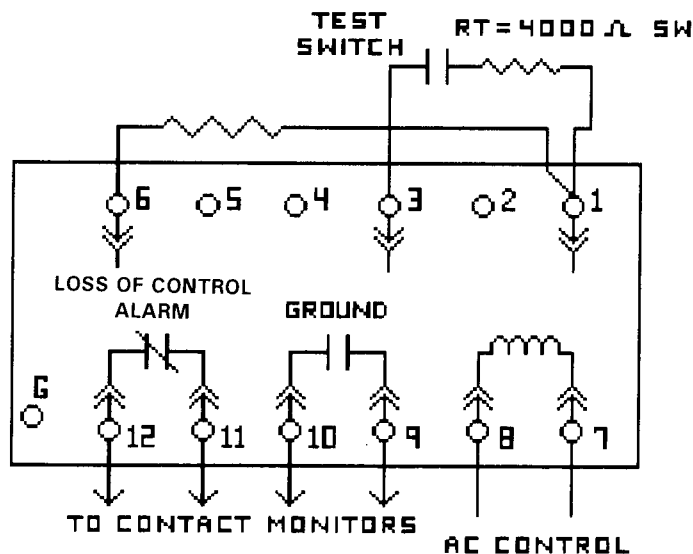 TEST
SWITCH
RT=4000Ω 5W
6 5 4 3 2 1
LOSS OF CONTROL
ALARM
GROUND
G
12 11 10 9 8 7
TO CONTACT MONITORS
AC CONTROL